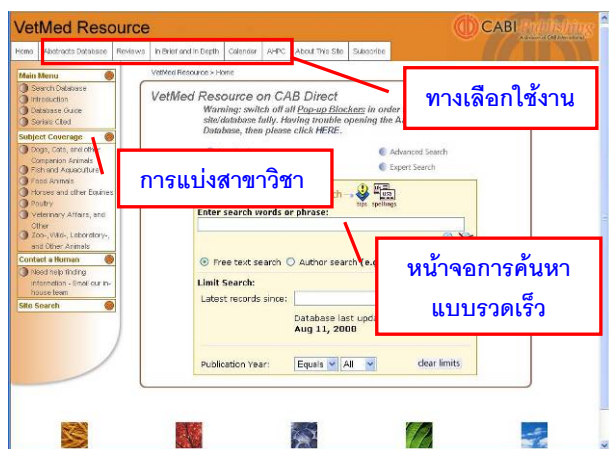 VetMed Resource
CABI Publishing
A division of CAB International
Home
Abstracts Database
Reviews
In Brief and In Depth
Calendar
AHPC
About This Site
Subscribe
Main Menu
Search Database
Introduction
Database Guide
Serials Cited
Subject Coverage
Dogs, Cats, and other
Companion Animals
Fish and Aquaculture
Food Animals
Horses and other Equines
Poultry
Veterinary Affairs, and
Other
Zoo-, Wild-, Laboratory-,
and Other Animals
Contact a Human
Need help finding
information - Email our in-
house team
Site Search
VetMed Resource > Home
VetMed Resource on CAB Direct
Warning: switch off all Pop-up Blockers in order
site/database fully. Having trouble opening the
Database, then please click HERE.
ทางเลือกใช้งาน
การแบ่งสาขาวิชา
Advanced Search
Expert Search
tips
spellings
Enter search words or phrase:
Free text search
Author search (e.
Limit Search:
Latest records since:
Database last upda
Aug 11, 2000
Publication Year:
Equals
All
clear limits
หน้าจอการค้นหา
แบบรวดเร็ว